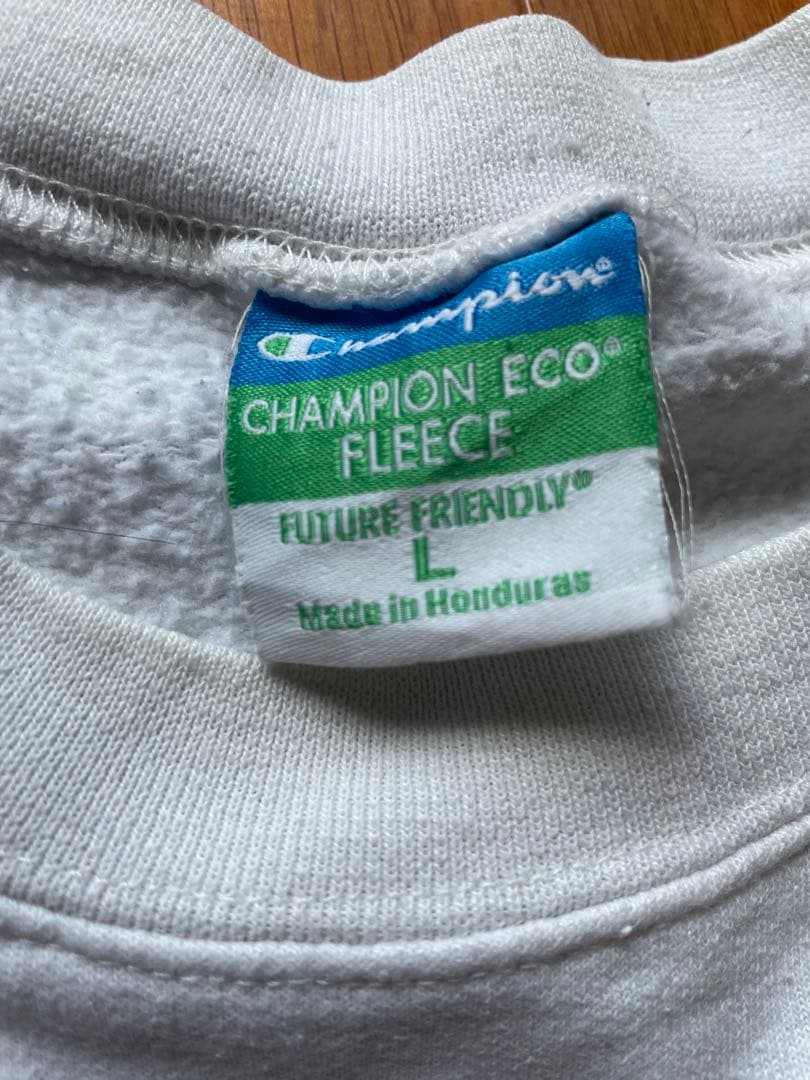 Champion®
CHAMPION ECO®
FLEECE
FUTURE FRIENDLY®
L
Made in Honduras